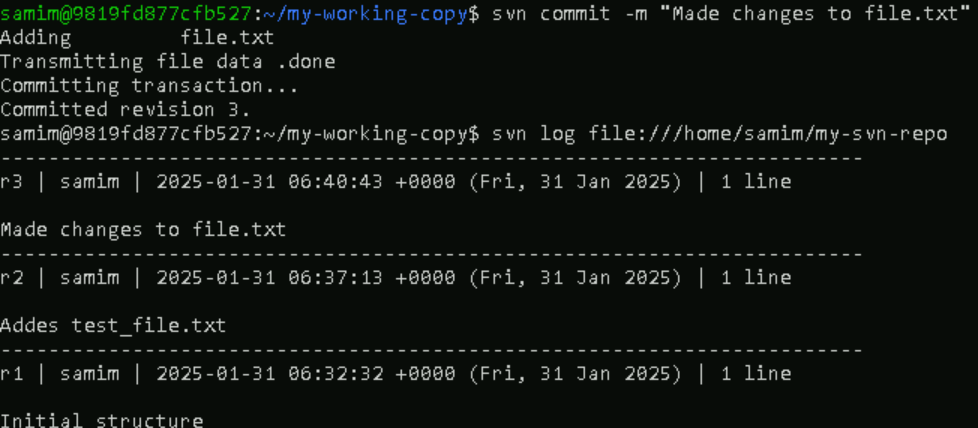 samim@9819fd877cfb527:~/my-working-copy$ svn commit -m "Made changes to file.txt"
Adding         file.txt
Transmitting file data .done
Committing transaction...
Committed revision 3.
samim@9819fd877cfb527:~/my-working-copy$ svn log file:///home/samim/my-svn-repo
------------------------------------------------------------------------
r3 | samim | 2025-01-31 06:40:43 +0000 (Fri, 31 Jan 2025) | 1 line
Made changes to file.txt
------------------------------------------------------------------------
r2 | samim | 2025-01-31 06:37:13 +0000 (Fri, 31 Jan 2025) | 1 line
Addes test_file.txt
------------------------------------------------------------------------
r1 | samim | 2025-01-31 06:32:32 +0000 (Fri, 31 Jan 2025) | 1 line
Initial structure